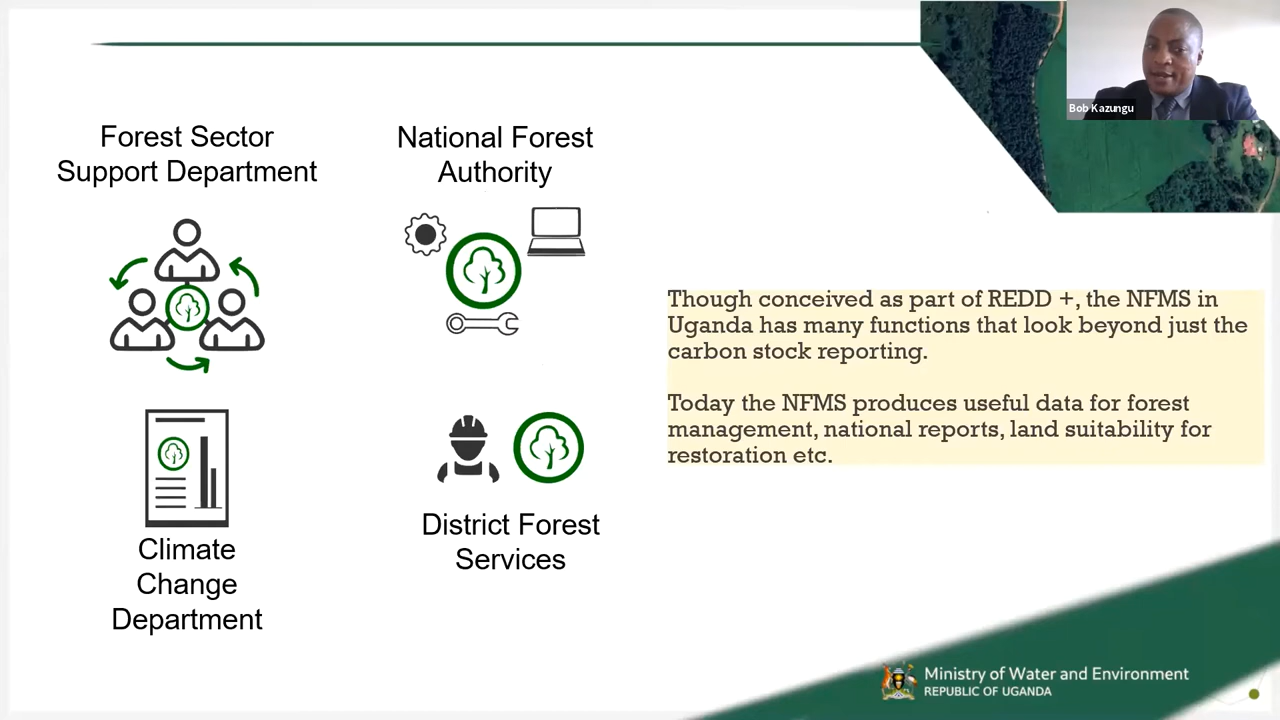 Bob Kazungu
Forest Sector
Support Department
National Forest
Authority
Though conceived as part of REDD +, the NFMS in
Uganda has many functions that look beyond just the
carbon stock reporting.
Today the NFMS produces useful data for forest
management, national reports, land suitability for
restoration etc.
Climate
Change
Department
District Forest
Services
Ministry of Water and Environment
REPUBLIC OF UGANDA